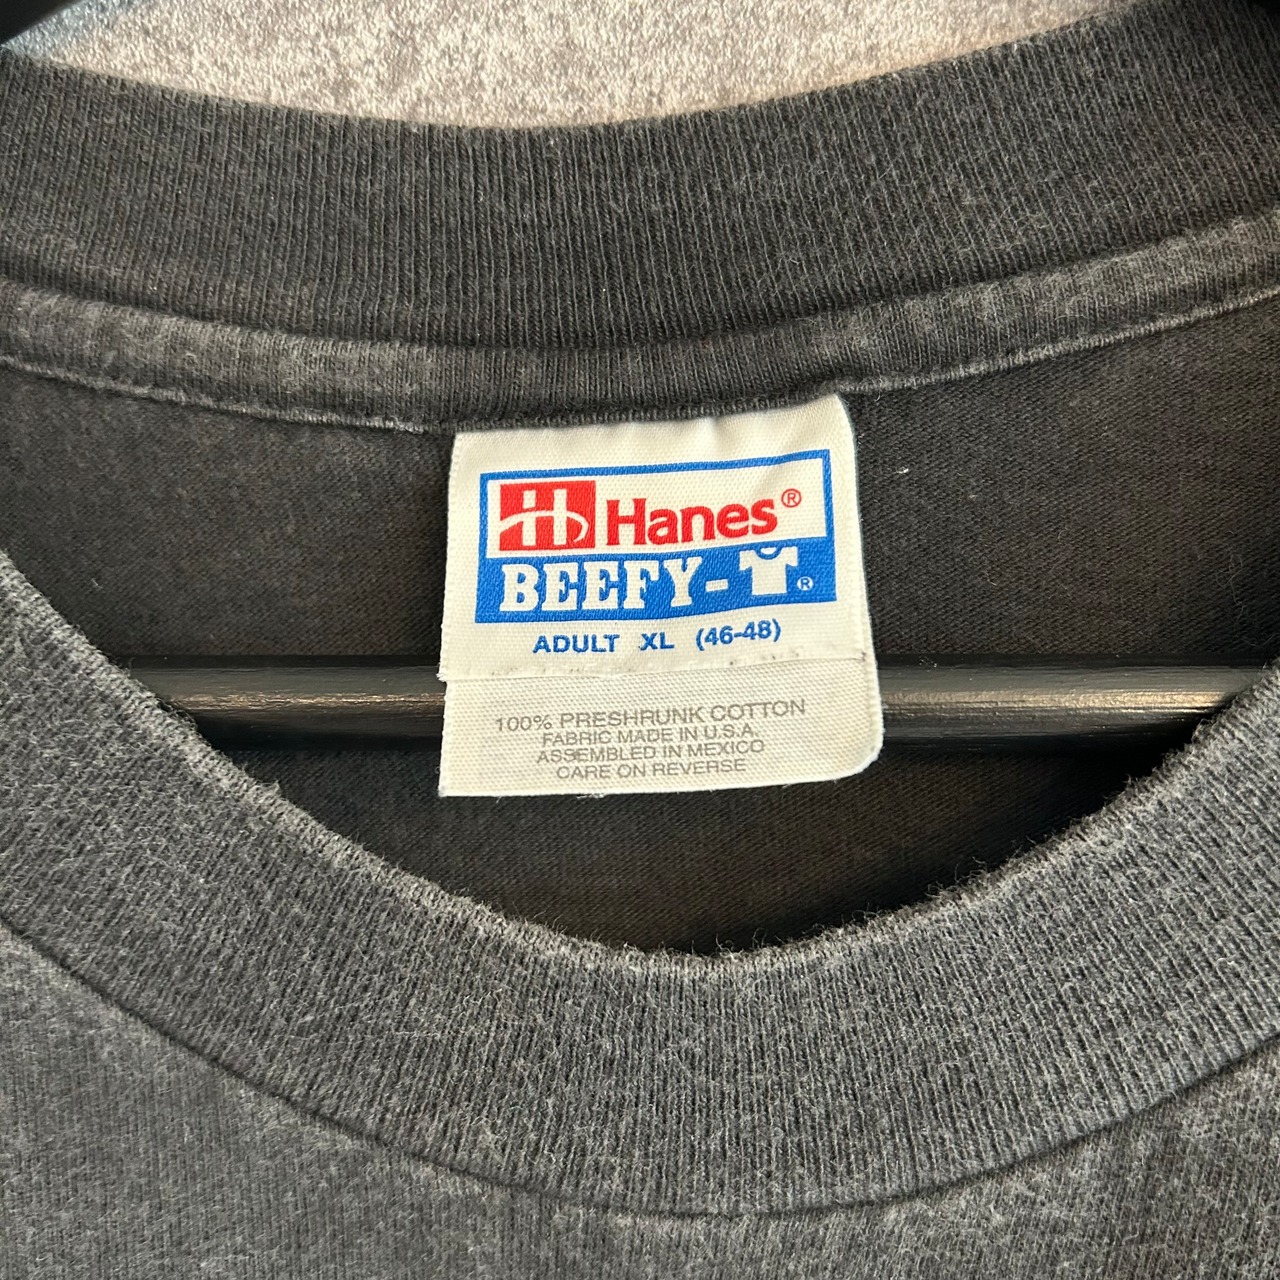 Hanes®
BEEFY-®
ADULT XL (46-48)
100% PRESHRUNK COTTON
FABRIC MADE IN U.S.A.
ASSEMBLED IN MEXICO
CARE ON REVERSE